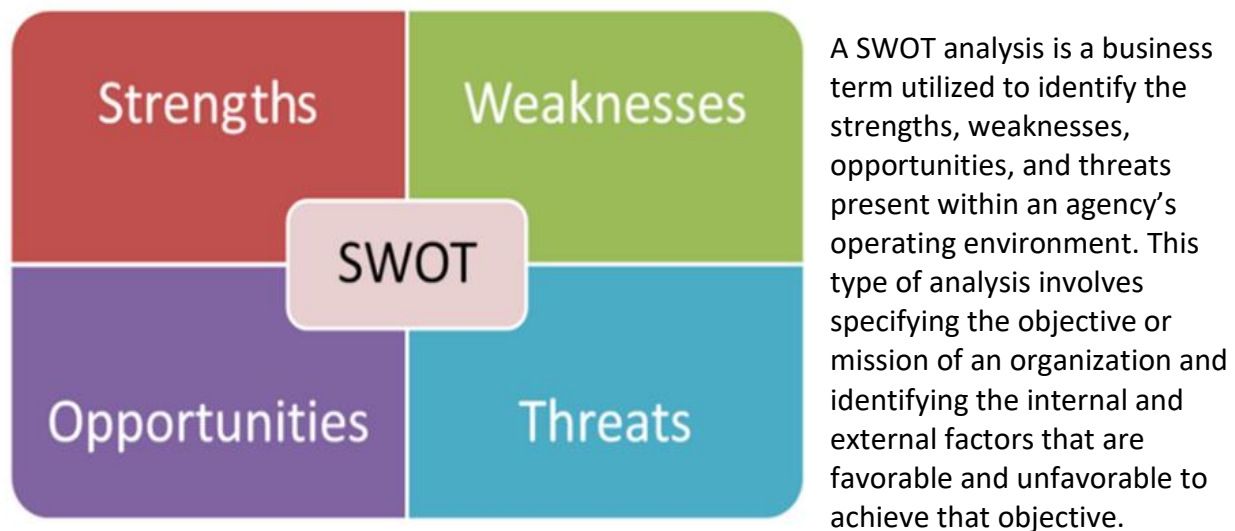 Strengths
Weaknesses
SWOT
Opportunities
Threats
A SWOT analysis is a business
term utilized to identify the
strengths, weaknesses,
opportunities, and threats
present within an agency’s
operating environment. This
type of analysis involves
specifying the objective or
mission of an organization and
identifying the internal and
external factors that are
favorable and unfavorable to
achieve that objective.